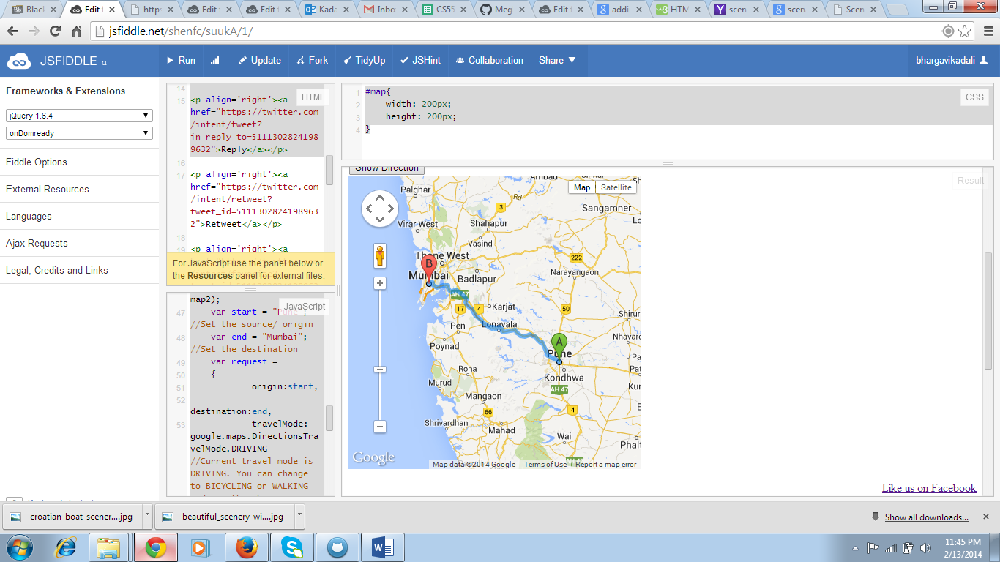 Blac
Edit f
https
Edit f
Edit f
Kada
Inbo
CS55
Meg
Edit f
addi
HTM
scen
scen
Scen
jsfiddle.net/shenfc/suukA/1/
JSFIDDLE α
Run
Update
Fork
TidyUp
JSHint
Collaboration
Share
bhargavikadali
Frameworks & Extensions
jQuery 1.6.4
onDomready
Fiddle Options
External Resources
Languages
Ajax Requests
Legal, Credits and Links
HTML
14
15 <p align='right'><a
href="https://twitter.com
/intent/tweet?
in_reply_to=5111302824198
9632">Reply</a></p>
16
17 <p align='right'><a
href="https://twitter.com
/intent/retweet?
tweet_id=5111302824198963
2">Retweet</a></p>
18
19 <p align='right'><a
For JavaScript use the panel below or
the Resources panel for external files.
JavaScript
map2);
47 var start = "Pune";
//Set the source/ origin
48 var end = "Mumbai";
//Set the destination
49 var request =
50 {
51 origin:start,
52
destination:end,
53 travelMode:
google.maps.DirectionsTra
velMode.DRIVING
//Current travel mode is
DRIVING. You can change
to BICYCLING or WALKING
CSS
1 #map{
2 width: 200px;
3 height: 200px;
4 }
Result
Show Direction
Map
Satellite
Ambad
Palghar
Rd
3
Sangamner
Virar West
Shahapur
Vasind
Thane West
B
222
Mumbai
Badlapur
Narayangaon
AH 47
17
4
Karjat
50
Shirur
Pen
Lonavala
A
Nhavare
Poynad
Pune
Roha
Kondhwa
Murud
AH 47
Mangaon
66
4
Shrivardhan
Mahad
Wai
Phalt
Google
Map data ©2014 Google
Terms of Use
Report a map error
Like us on Facebook
croatian-boat-scener....jpg
beautiful_scenery-wi....jpg
Show all downloads...
11:45 PM
2/13/2014